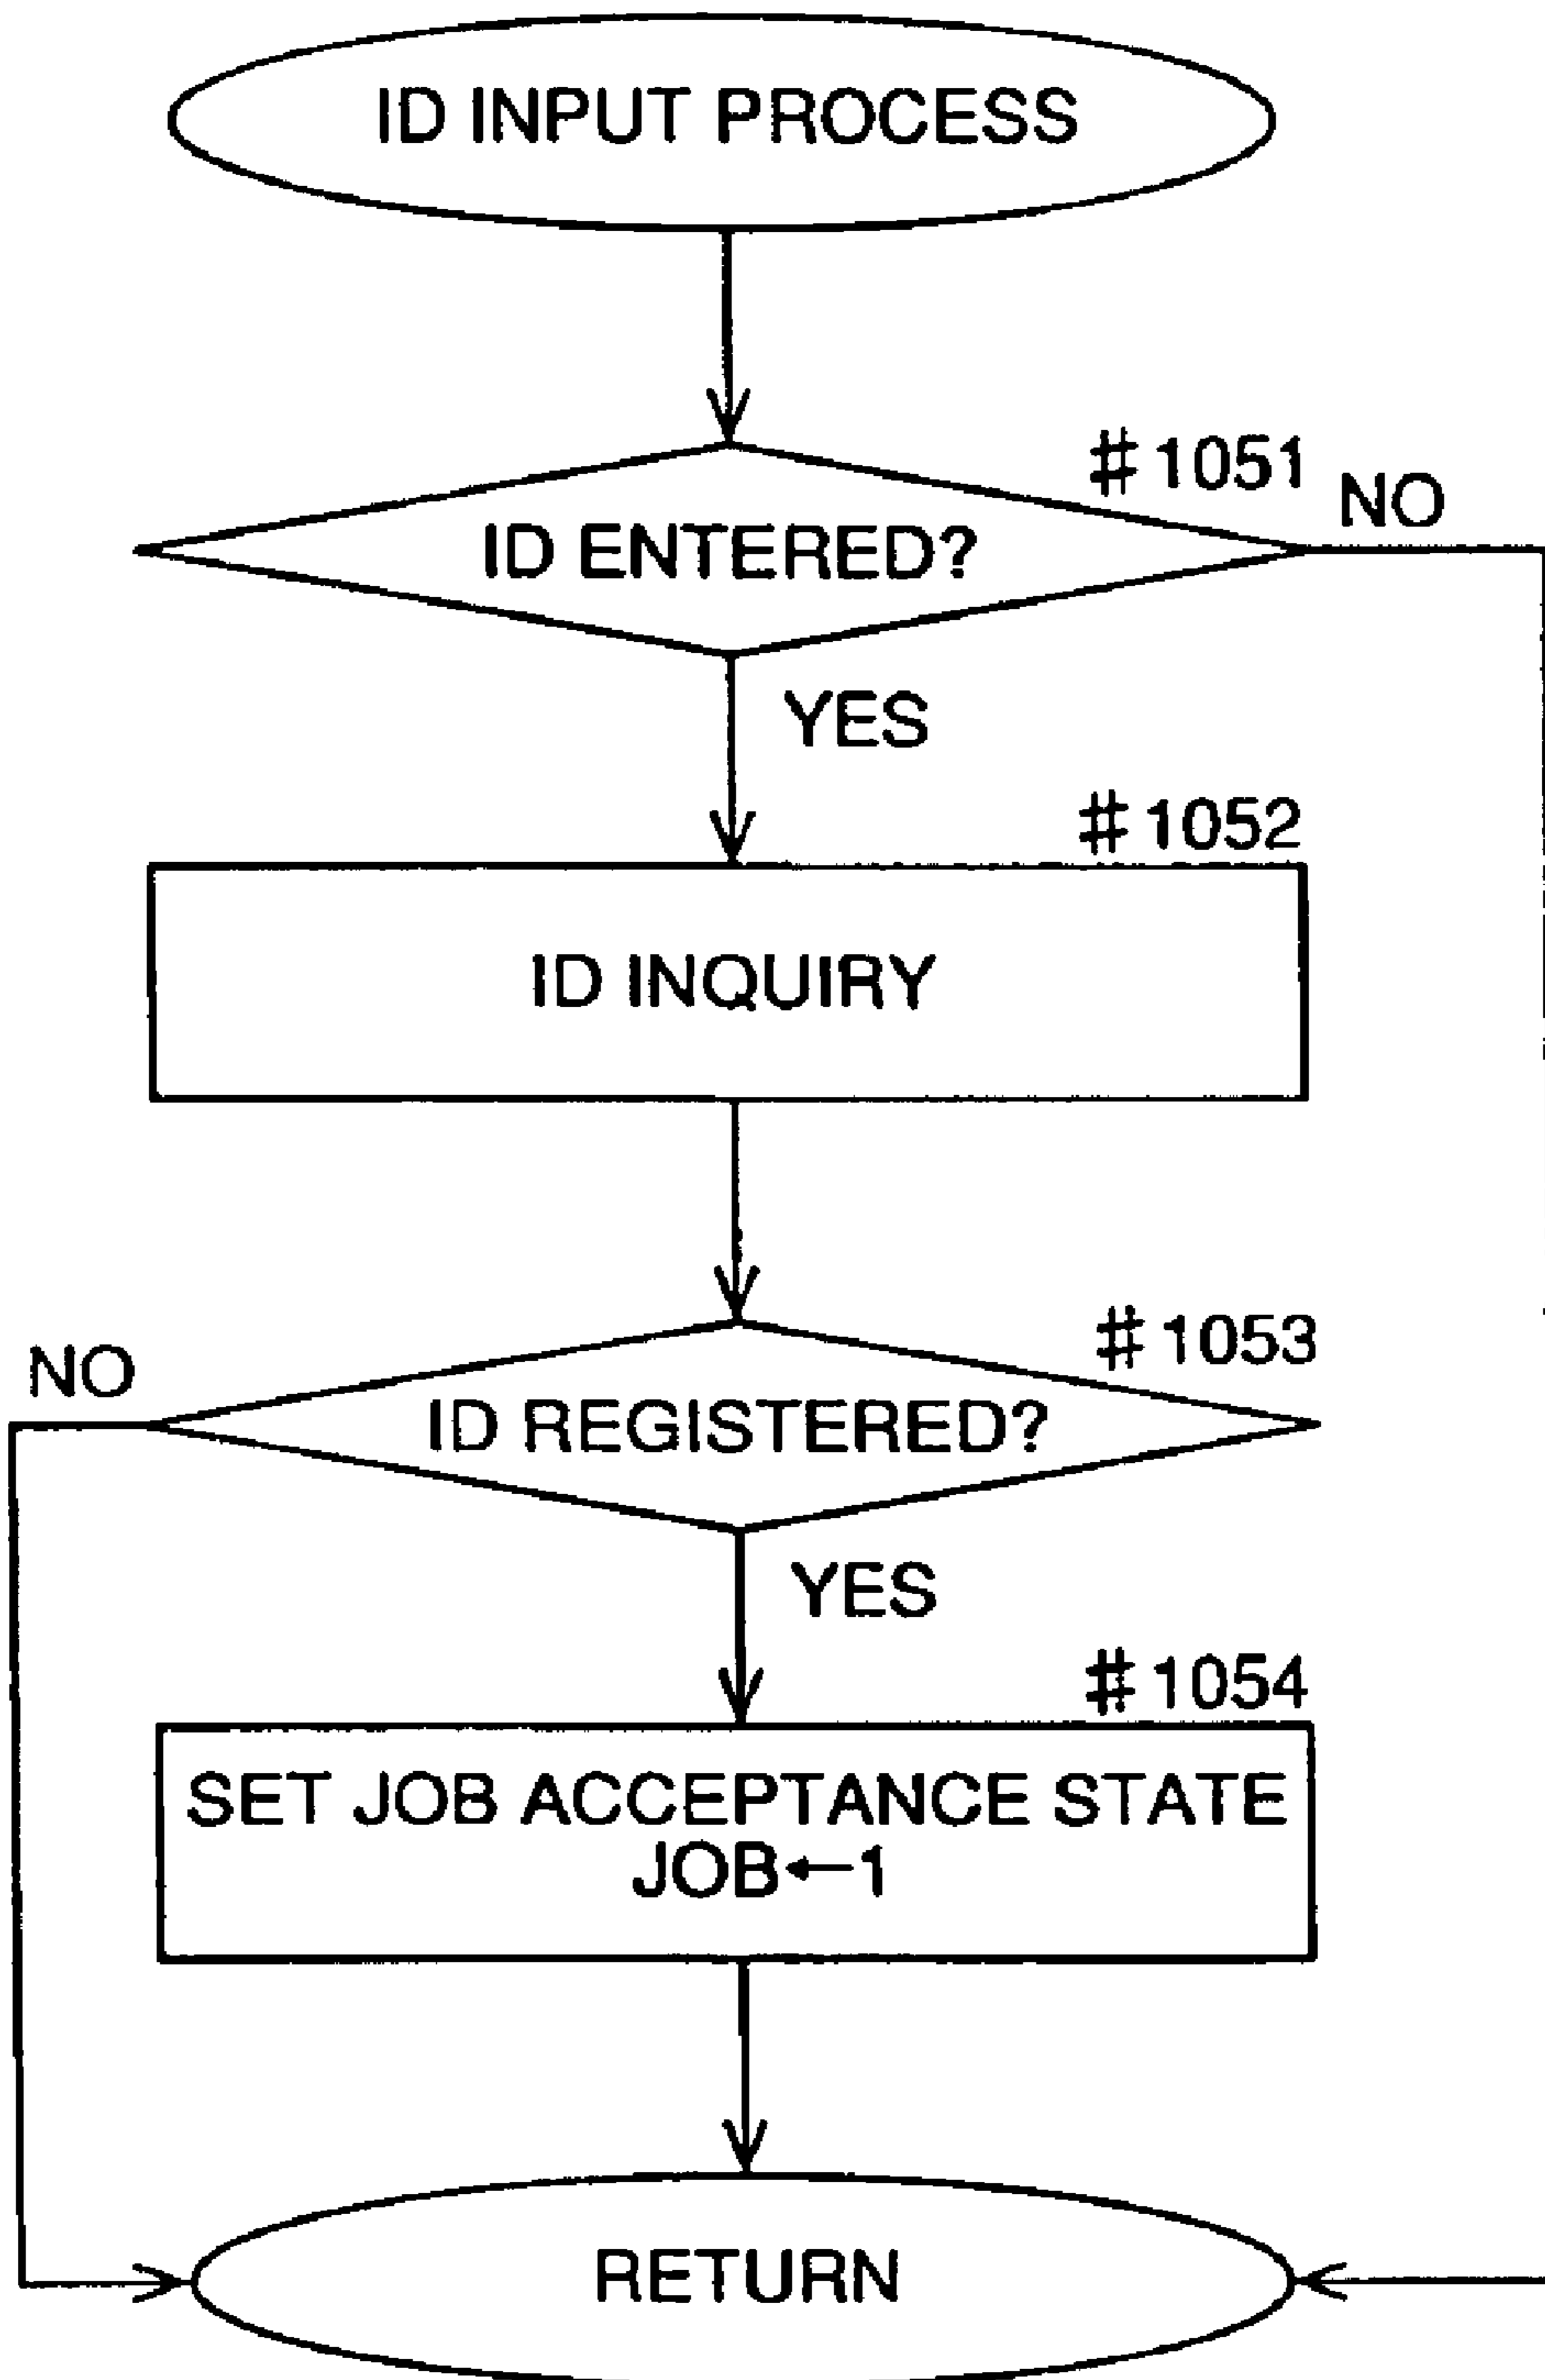 ID INPUT PROCESS
#1051
NO
ID ENTERED?
YES
#1052
ID INQUIRY
#1053
NO
ID REGISTERED?
YES
#1054
SET JOB ACCEPTANCE STATE
JOB←1
RETURN